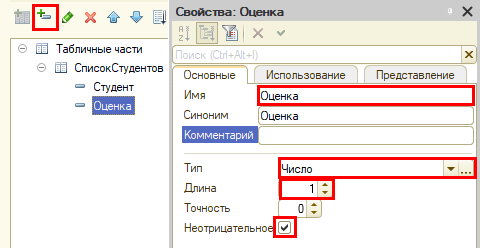 Свойства: Оценка
Табличные части
СписокСтудентов
Студент
Оценка
Поиск (Ctrl+Alt+I)
Основные Использование Представление
Имя Оценка
Синоним Оценка
Комментарий
Тип Число
Длина 1
Точность 0
Неотрицательное